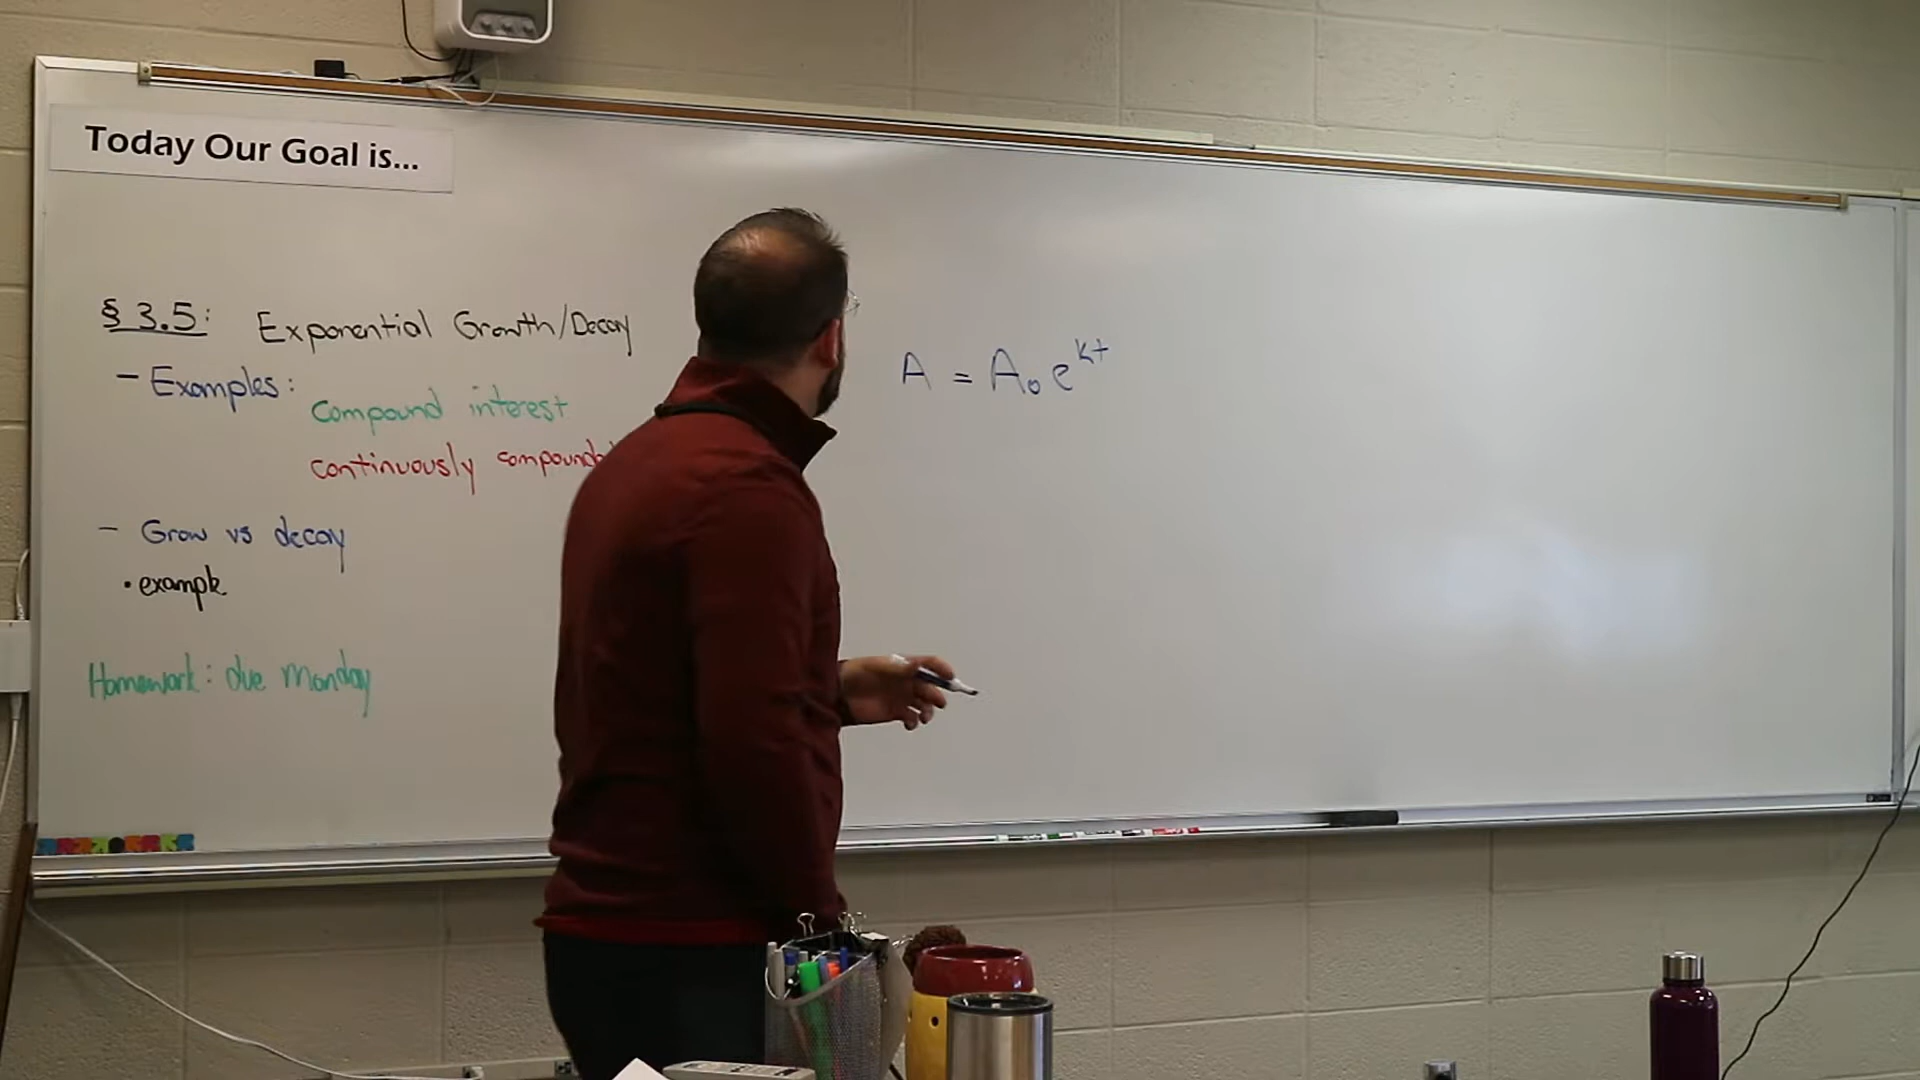 Today Our Goal is...
§ 3.5: Exponential Growth/Decay
- Examples:
compound interest
continuously
- Grow vs decay
• example
Homework: due Monday
A = A₀e^kt